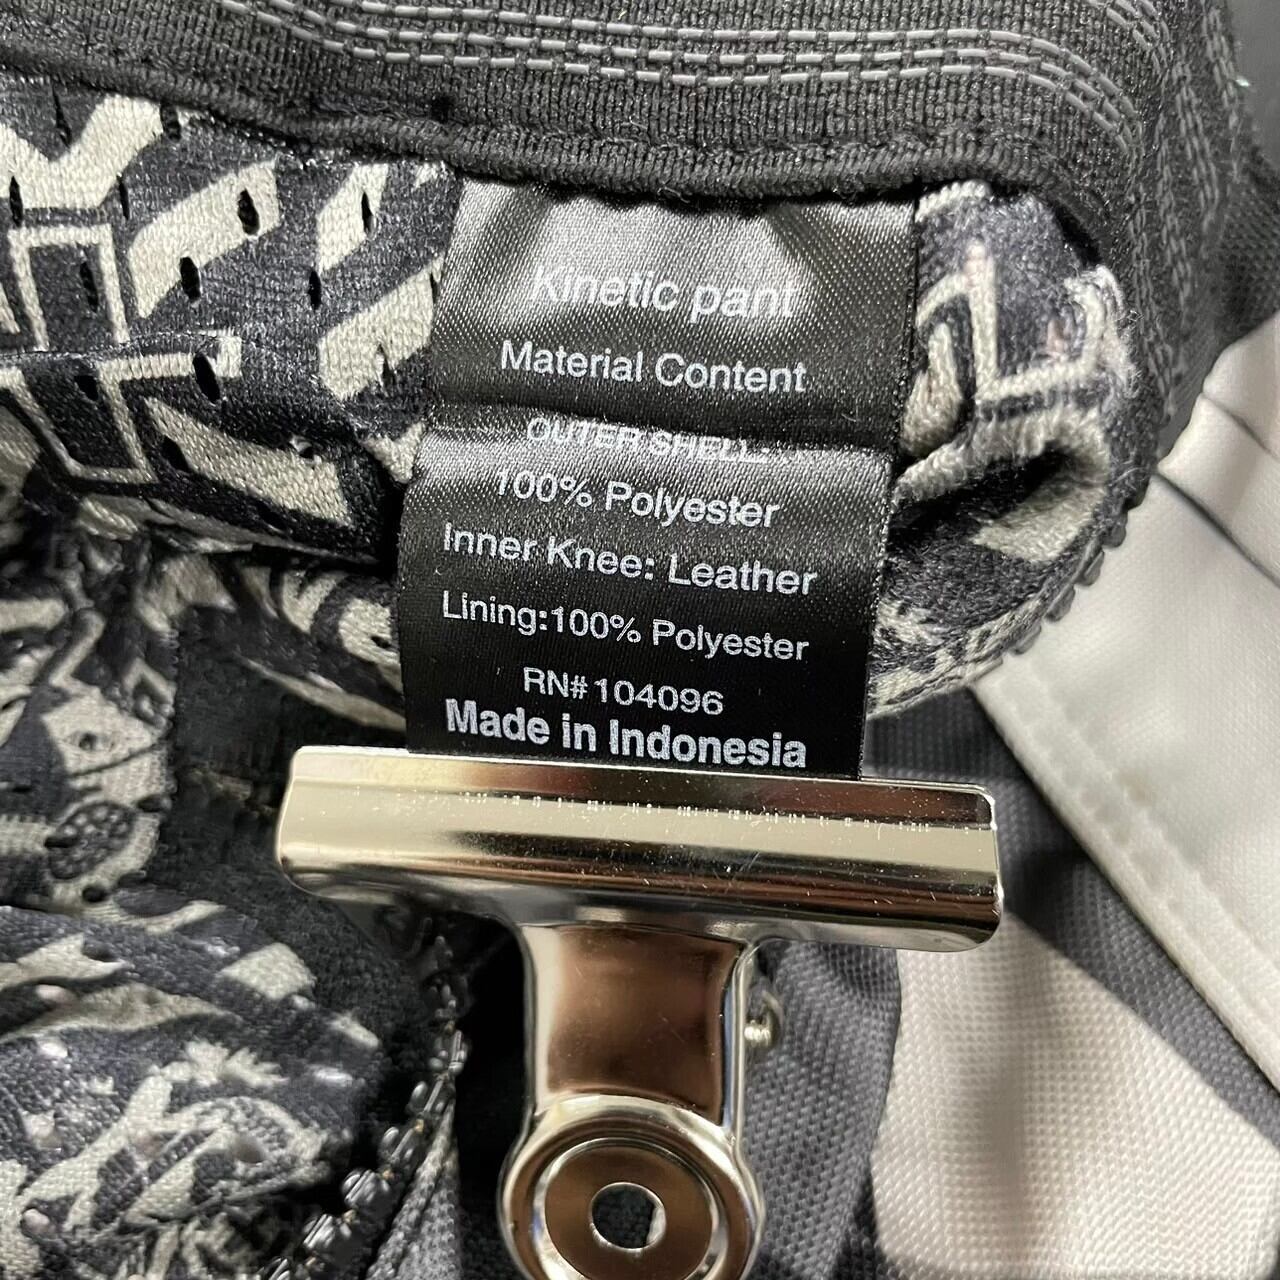 Kinetic pant
Material Content
OUTER SHELL:
100% Polyester
Inner Knee: Leather
Lining:100% Polyester
RN# 104096
Made in Indonesia